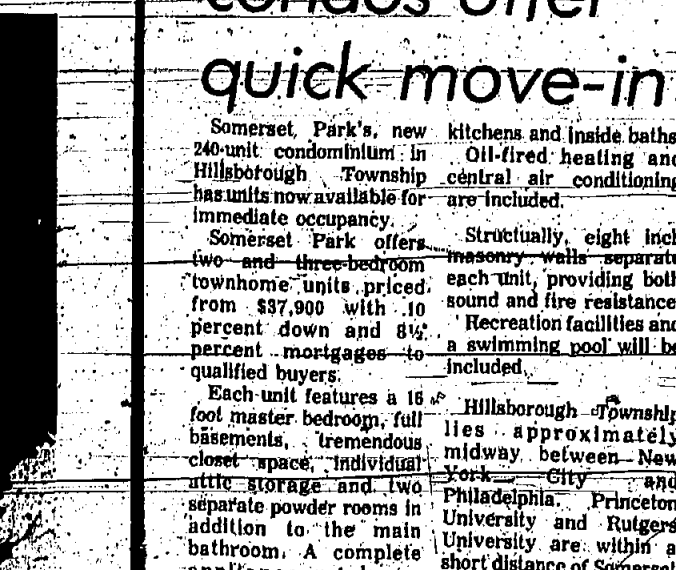 condos offer
quick move-in
Somerset Park's, new
240-unit condominium in
Hillsborough Township
has units now available for
immediate occupancy.
Somerset Park offers
two and three-bedroom
townhome units priced
from $37,900 with 10
percent down and 8½
percent mortgages to
qualified buyers.
Each unit features a 16
foot master bedroom, full
basements, tremendous
closet space, individual
attic storage and two
separate powder rooms in
addition to the main
bathroom. A complete
kitchens and inside baths
Oil-fired heating and
central air conditioning
are included.
Structually, eight inch
masonry walls separate
each unit, providing both
sound and fire resistance
Recreation facilities and
a swimming pool will be
included.
Hillsborough Township
lies approximately
midway between New
York City and
Philadelphia. Princeton
University and Rutgers
University are within a
short distance of Somerset